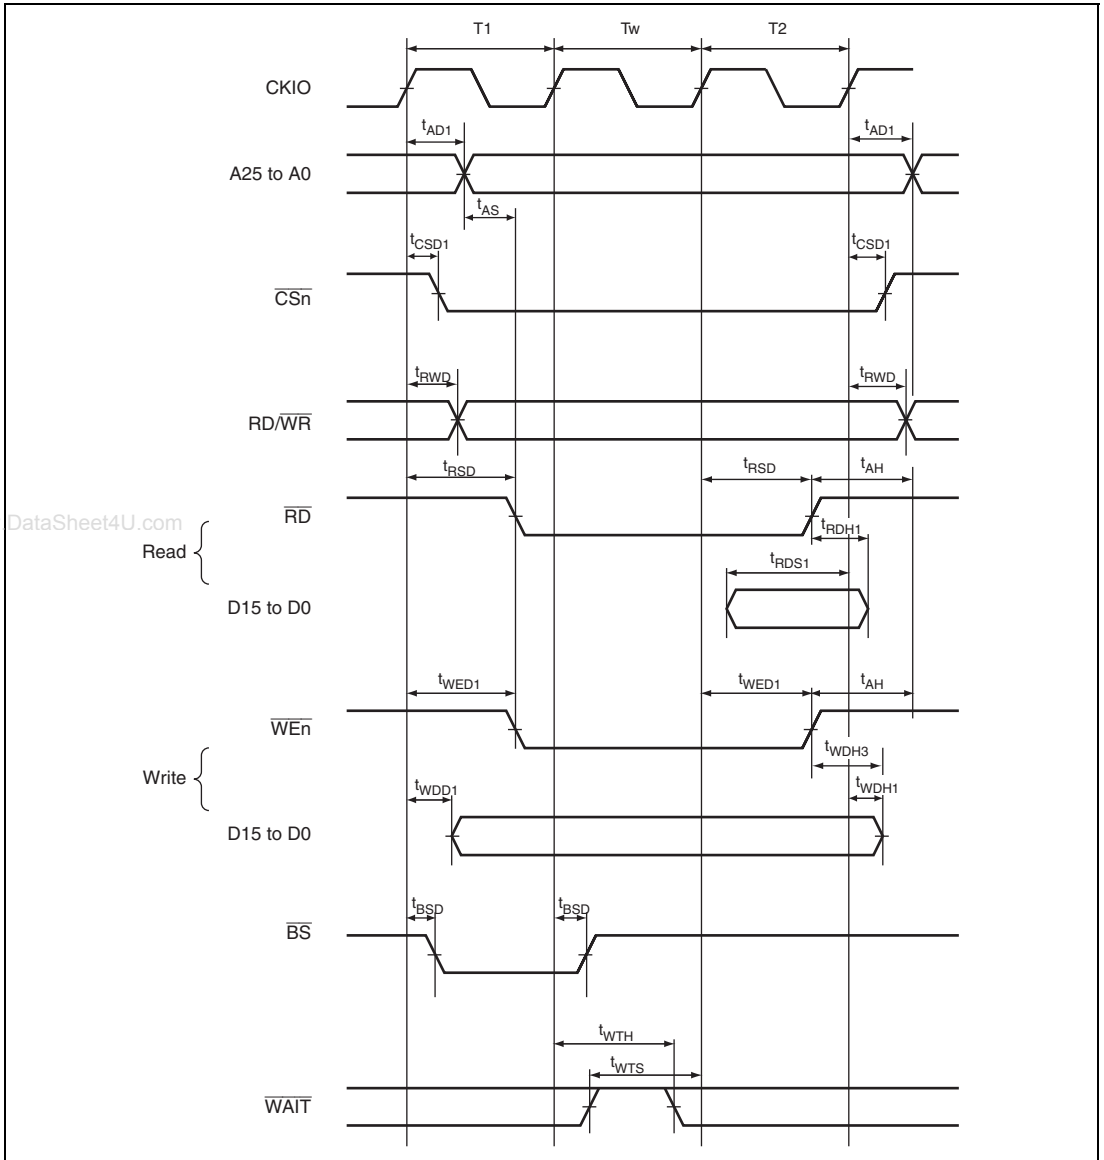 T1 Tw T2
CKIO
tAD1 tAD1
A25 to A0
tAS
tCSD1 tCSD1
CSn
tRWD tRWD
RD/WR
tRSD tRSD tAH
RD
DataSheet4U.com
tRDH1
Read
tRDS1
D15 to D0
tWED1 tWED1 tAH
WEn
tWDH3
Write
tWDD1 tWDH1
D15 to D0
tBSD tBSD
BS
tWTH
tWTS
WAIT